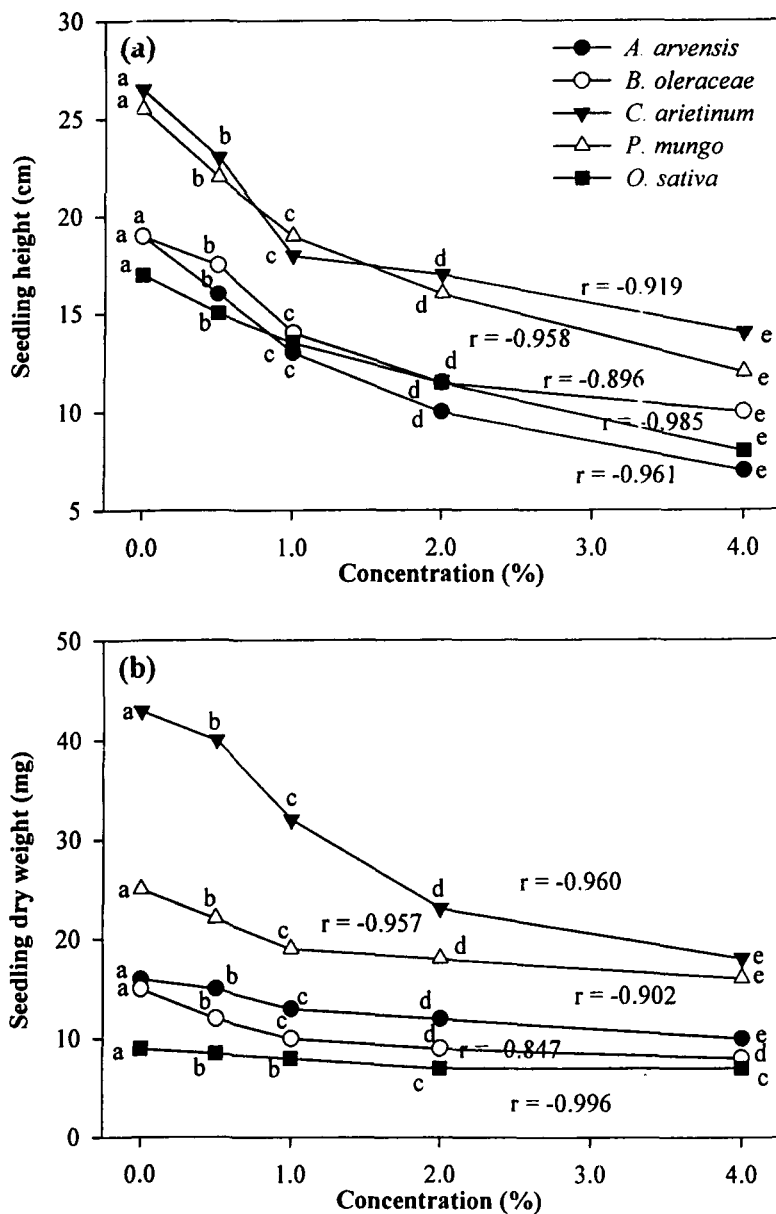 (a)
A. arvensis
B. oleraceae
C. arietinum
P. mungo
O. sativa
Seedling height (cm)
30
25
20
15
10
5
a
a
b
b
c
c
d
d
e
e
a
a
a
b
b
b
c
c
c
d
d
d
e
e
e
r = -0.919
r = -0.958
r = -0.896
r = -0.985
r = -0.961
0.0 1.0 2.0 3.0 4.0
Concentration (%)
(b)
Seedling dry weight (mg)
50
40
30
20
10
0
a
b
c
d
e
a
b
c
d
e
a
b
c
d
e
a
b
c
d
d
a
b
b
c
c
r = -0.960
r = -0.957
r = -0.902
r = -0.847
r = -0.996
0.0 1.0 2.0 3.0 4.0
Concentration (%)